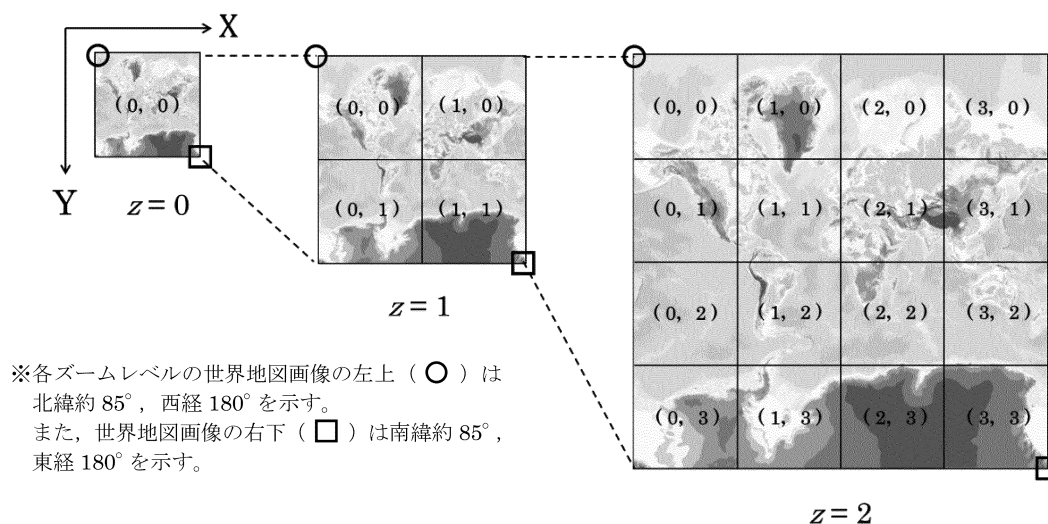 X
Y
(0, 0)
z = 0
(0, 0) (1, 0)
(0, 1) (1, 1)
z = 1
(0, 0) (1, 0) (2, 0) (3, 0)
(0, 1) (1, 1) (2, 1) (3, 1)
(0, 2) (1, 2) (2, 2) (3, 2)
(0, 3) (1, 3) (2, 3) (3, 3)
z = 2
※各ズームレベルの世界地図画像の左上（ ○ ）は
北緯約 85°，西経 180° を示す。
また，世界地図画像の右下（ □ ）は南緯約 85°，
東経 180° を示す。